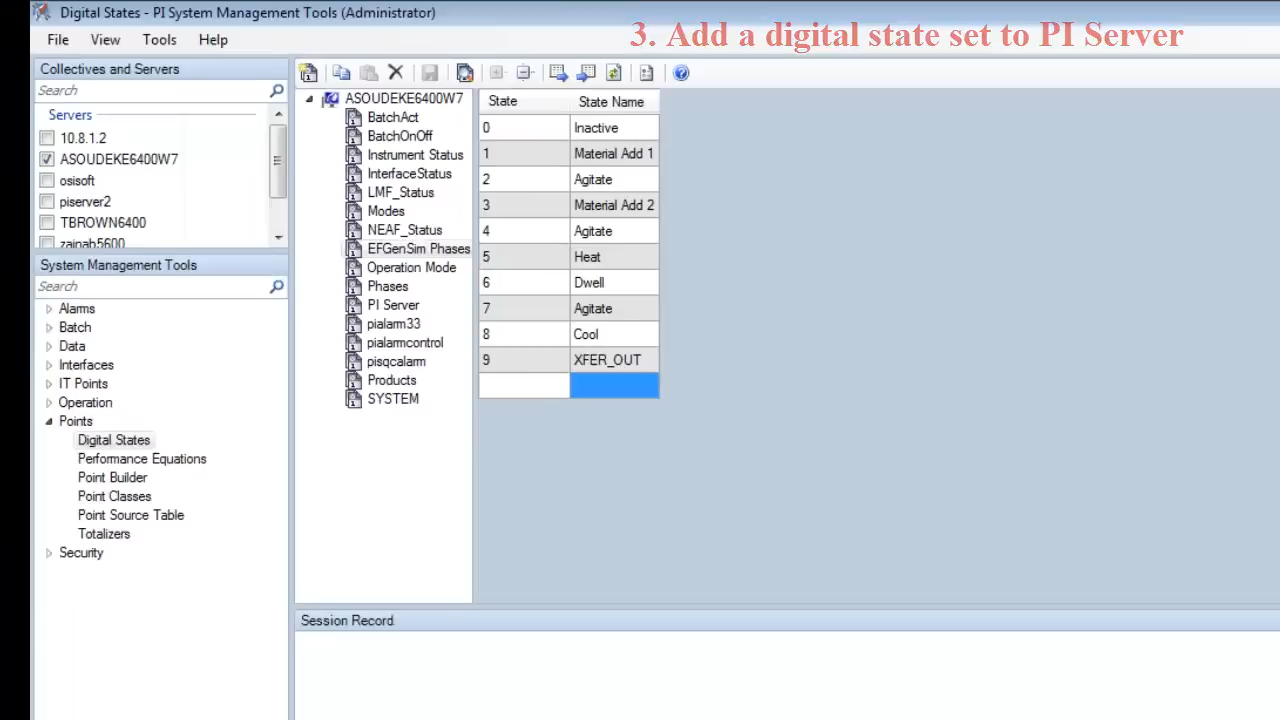 Digital States - PI System Management Tools (Administrator)
3. Add a digital state set to PI Server
File View Tools Help
Collectives and Servers
Search
Servers
10.8.1.2
ASOUDEKE6400W7
osisoft
piserver2
TBROWN6400
zainab5600
System Management Tools
Search
Alarms
Batch
Data
Interfaces
IT Points
Operation
Points
Digital States
Performance Equations
Point Builder
Point Classes
Point Source Table
Totalizers
Security
ASOUDEKE6400W7
BatchAct
BatchOnOff
Instrument Status
InterfaceStatus
LMF_Status
Modes
NEAF_Status
EFGenSim Phases
Operation Mode
Phases
PI Server
pialarm33
pialarmcontrol
pisqcalarm
Products
SYSTEM
State State Name
0 Inactive
1 Material Add 1
2 Agitate
3 Material Add 2
4 Agitate
5 Heat
6 Dwell
7 Agitate
8 Cool
9 XFER_OUT
Session Record